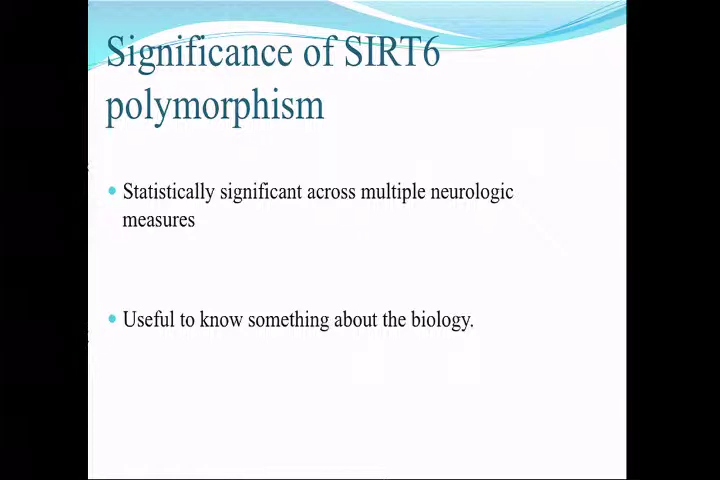 Significance of SIRT6
polymorphism
• Statistically significant across multiple neurologic
measures
• Useful to know something about the biology.